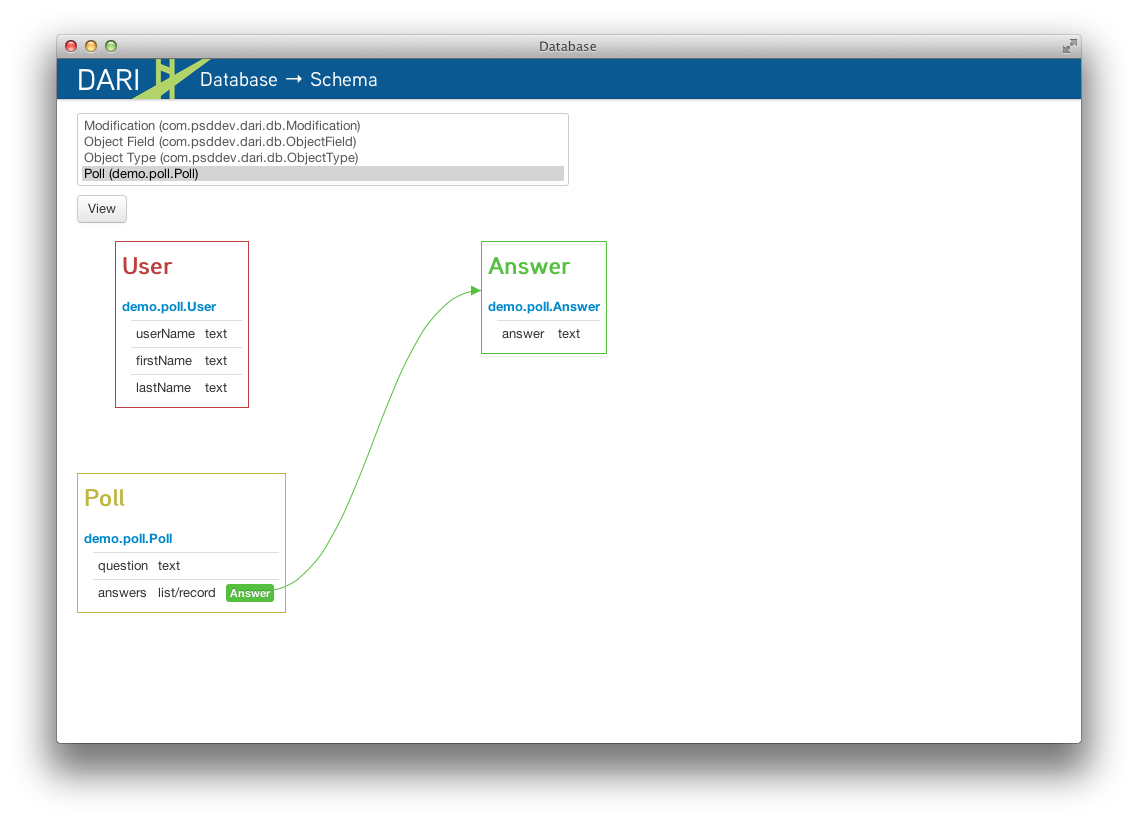 Database
DARI Database → Schema
Modification (com.psddev.dari.db.Modification)
Object Field (com.psddev.dari.db.ObjectField)
Object Type (com.psddev.dari.db.ObjectType)
Poll (demo.poll.Poll)
View
User
demo.poll.User
userName text
firstName text
lastName text
Answer
demo.poll.Answer
answer text
Poll
demo.poll.Poll
question text
answers list/record Answer